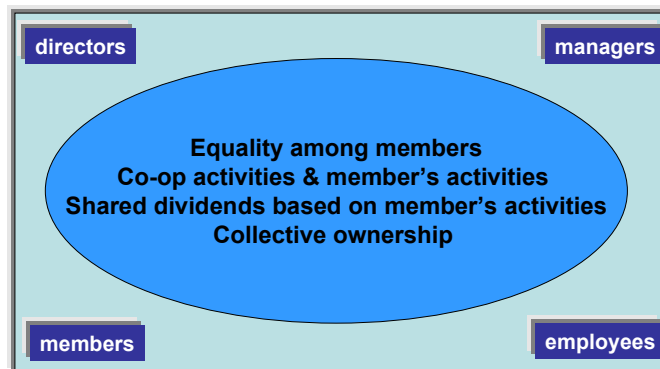 directors
managers
Equality among members
Co-op activities & member's activities
Shared dividends based on member's activities
Collective ownership
members
employees